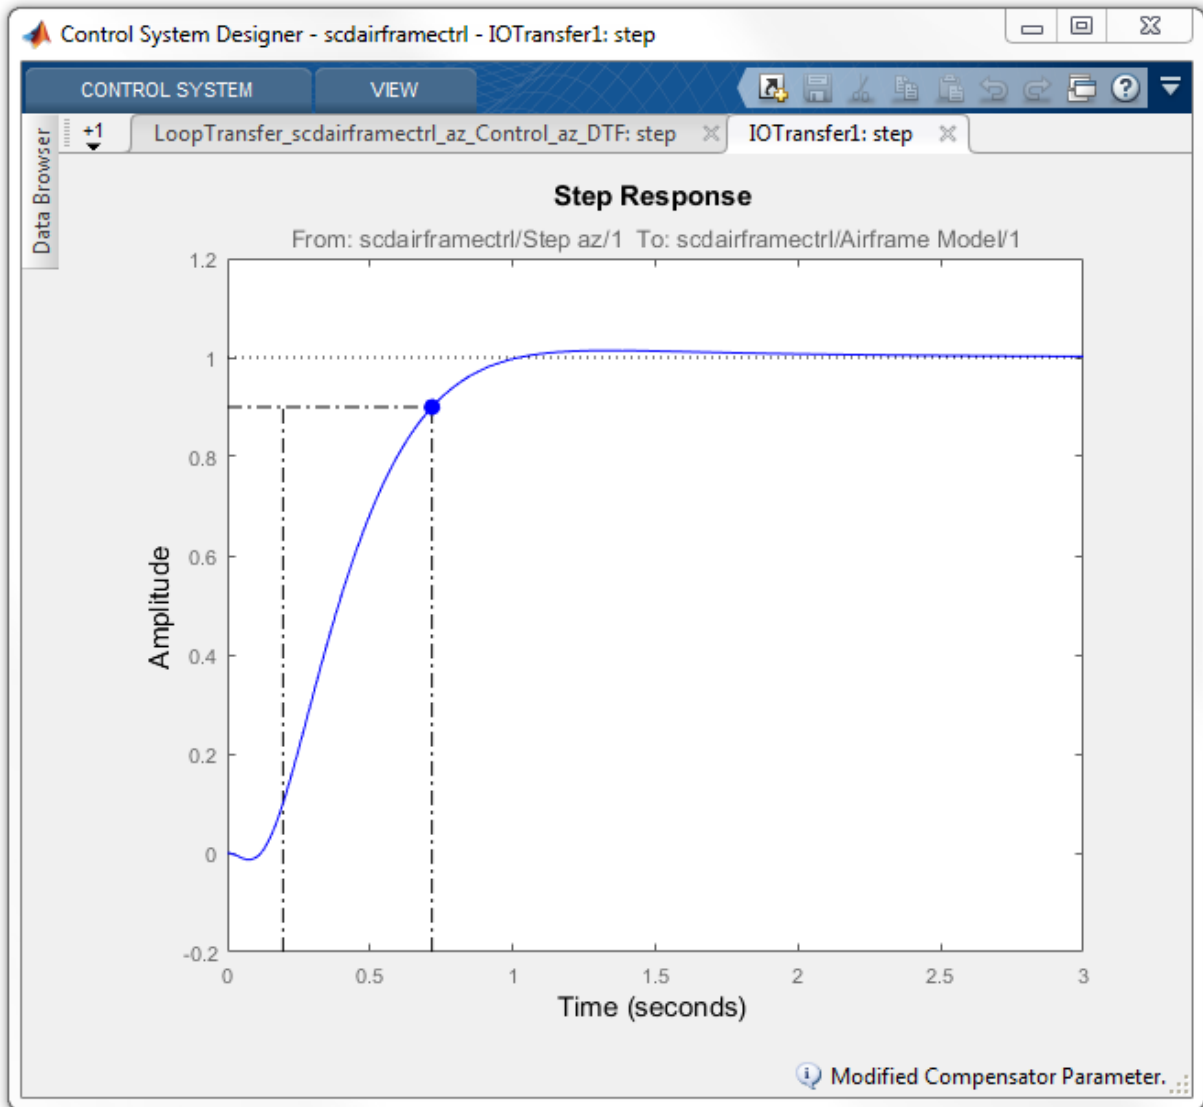 Control System Designer - scdairframectrl - IOTransfer1: step
CONTROL SYSTEM VIEW
Data Browser
+1 LoopTransfer_scdairframectrl_az_Control_az_DTF: step IOTransfer1: step
Step Response
From: scdairframectrl/Step az/1 To: scdairframectrl/Airframe Model/1
Amplitude
1.2
1
0.8
0.6
0.4
0.2
0
-0.2
0 0.5 1 1.5 2 2.5 3
Time (seconds)
Modified Compensator Parameter.